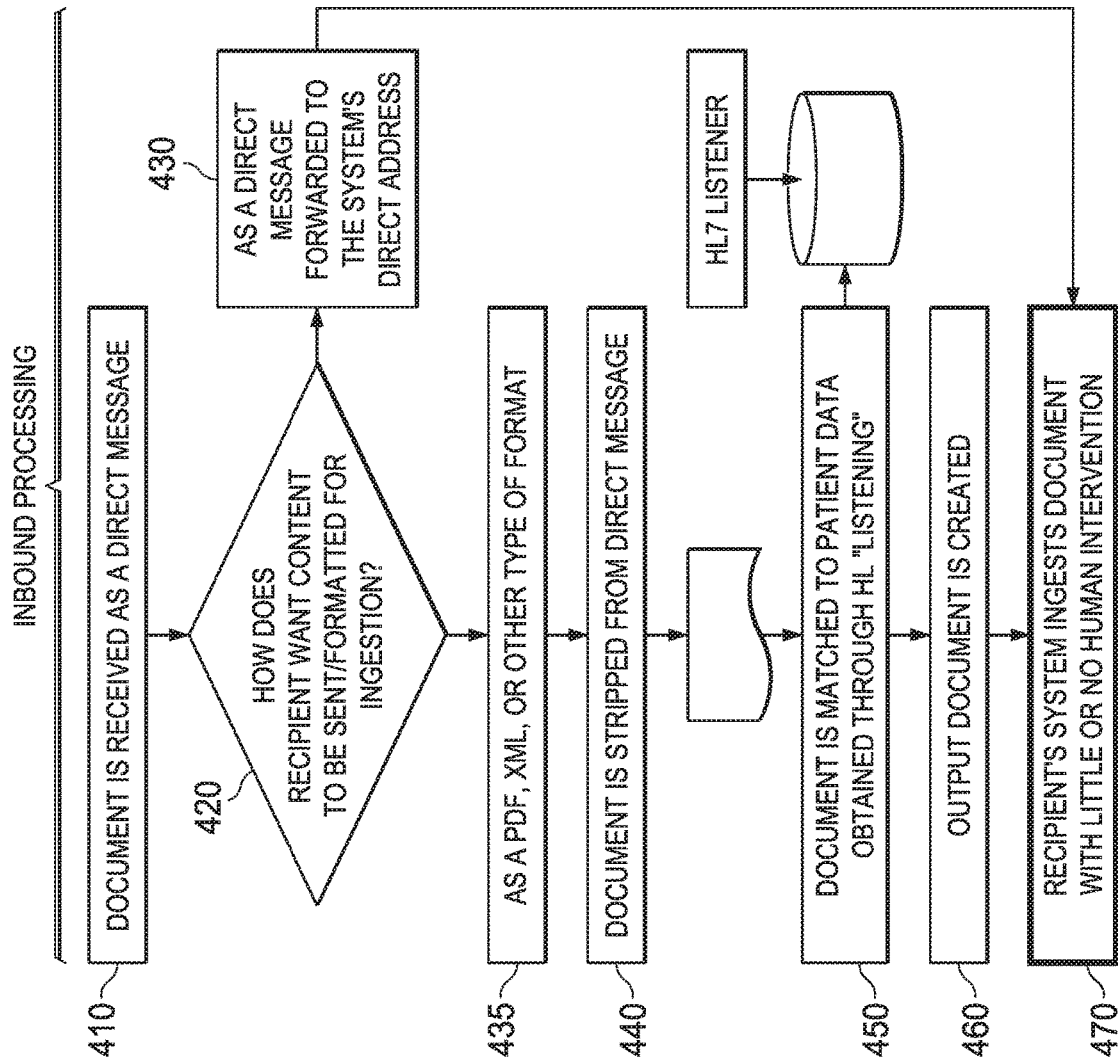 INBOUND PROCESSING
410
DOCUMENT IS RECEIVED AS A DIRECT MESSAGE
420
HOW DOES
RECIPIENT WANT CONTENT
TO BE SENT/FORMATTED FOR
INGESTION?
430
AS A DIRECT
MESSAGE
FORWARDED TO
THE SYSTEM'S
DIRECT ADDRESS
435
AS A PDF, XML, OR OTHER TYPE OF FORMAT
440
DOCUMENT IS STRIPPED FROM DIRECT MESSAGE
HL7 LISTENER
450
DOCUMENT IS MATCHED TO PATIENT DATA
OBTAINED THROUGH HL "LISTENING"
460
OUTPUT DOCUMENT IS CREATED
470
RECIPIENT'S SYSTEM INGESTS DOCUMENT
WITH LITTLE OR NO HUMAN INTERVENTION